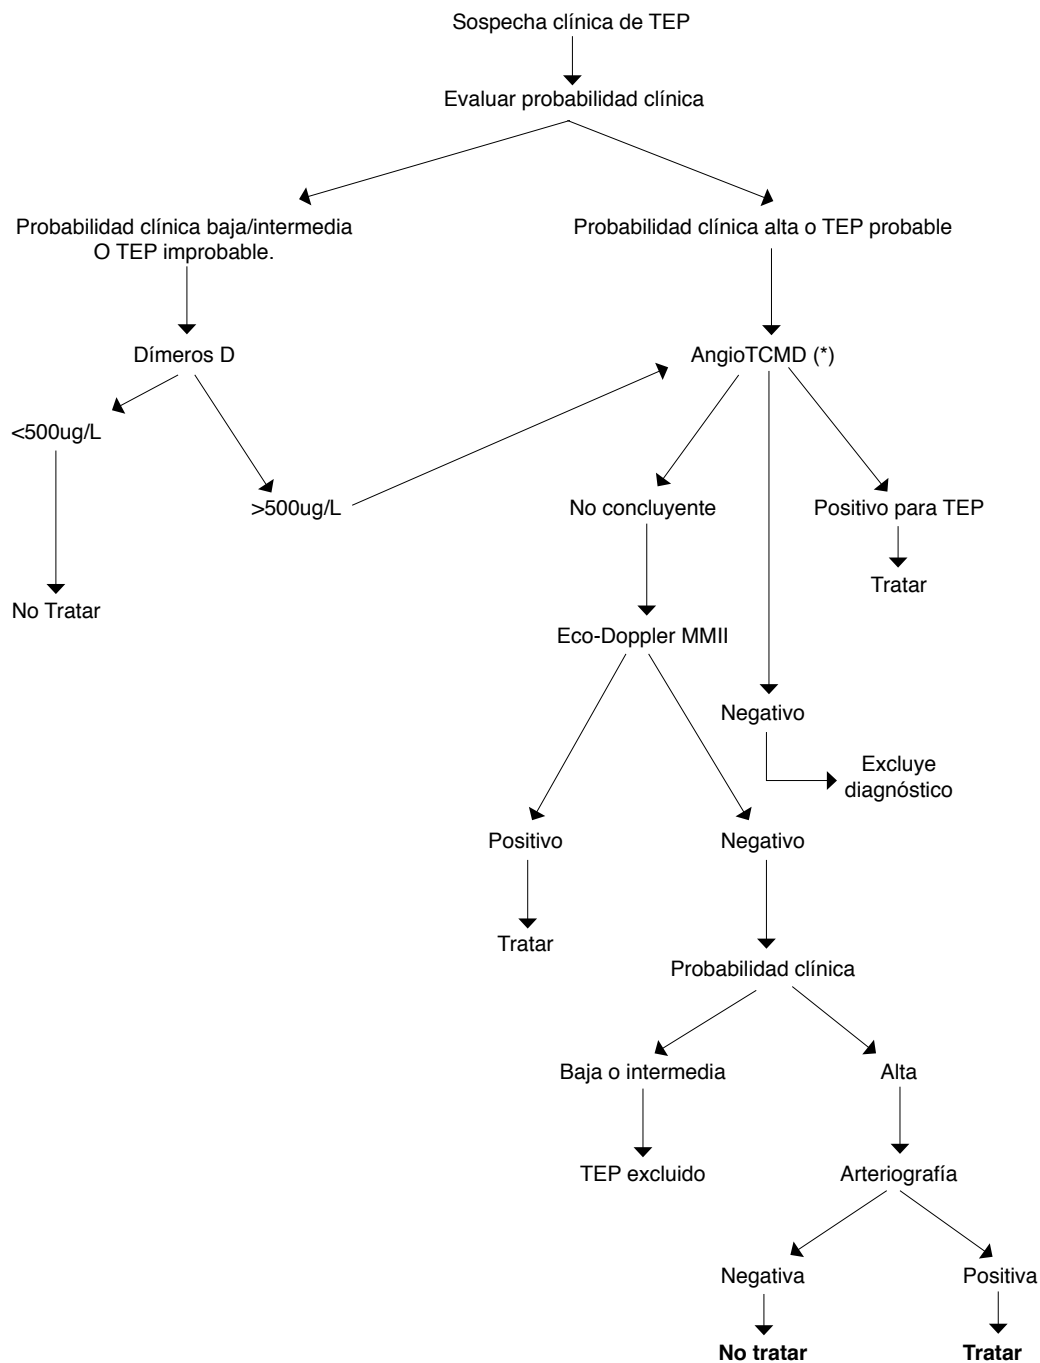 Sospecha clínica de TEP
Evaluar probabilidad clínica
Probabilidad clínica baja/intermedia
O TEP improbable.
Probabilidad clínica alta o TEP probable
Dímeros D
AngioTCMD (*)
<500ug/L
>500ug/L
No concluyente
Positivo para TEP
Tratar
No Tratar
Eco-Doppler MMII
Negativo
Excluye
diagnóstico
Positivo
Negativo
Tratar
Probabilidad clínica
Baja o intermedia
Alta
TEP excluido
Arteriografía
Negativa
Positiva
No tratar
Tratar